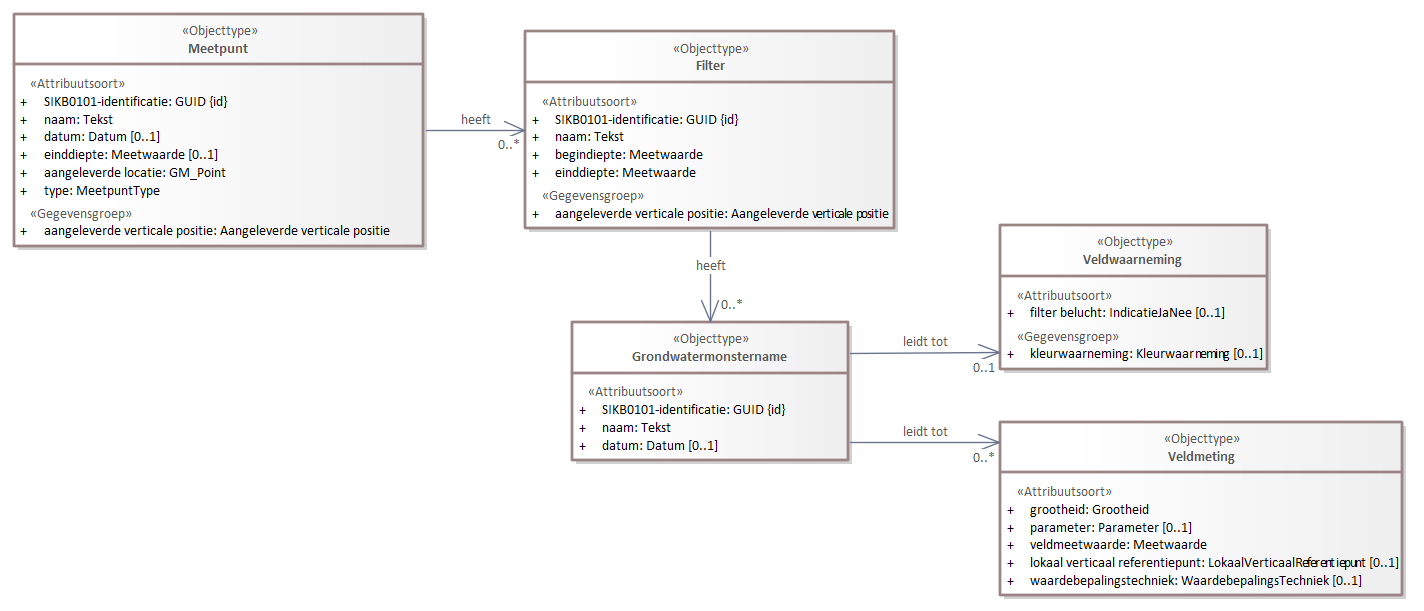 «Objecttype»
Meetpunt
«Attribuutsoort»
+ SIKB0101-identificatie: GUID {id}
+ naam: Tekst
+ datum: Datum [0..1]
+ einddiepte: Meetwaarde [0..1]
+ aangeleverde locatie: GM_Point
+ type: MeetpuntType
«Gegevensgroep»
+ aangeleverde verticale positie: Aangeleverde verticale positie
heeft
0..*
«Objecttype»
Filter
«Attribuutsoort»
+ SIKB0101-identificatie: GUID {id}
+ naam: Tekst
+ begindiepte: Meetwaarde
+ einddiepte: Meetwaarde
«Gegevensgroep»
+ aangeleverde verticale positie: Aangeleverde verticale positie
heeft
0..*
«Objecttype»
Grondwatermonstername
«Attribuutsoort»
+ SIKB0101-identificatie: GUID {id}
+ naam: Tekst
+ datum: Datum [0..1]
leidt tot
0..1
«Objecttype»
Veldwaarneming
«Attribuutsoort»
+ filter belucht: IndicatieJaNee [0..1]
«Gegevensgroep»
+ kleurwaarneming: Kleurwaarneming [0..1]
leidt tot
0..*
«Objecttype»
Veldmeting
«Attribuutsoort»
+ grootheid: Grootheid
+ parameter: Parameter [0..1]
+ veldmeetwaarde: Meetwaarde
+ lokaal verticaal referentiepunt: LokaalVerticaalReferentiepunt [0..1]
+ waardebepalingstechniek: WaardebepalingsTechniek [0..1]